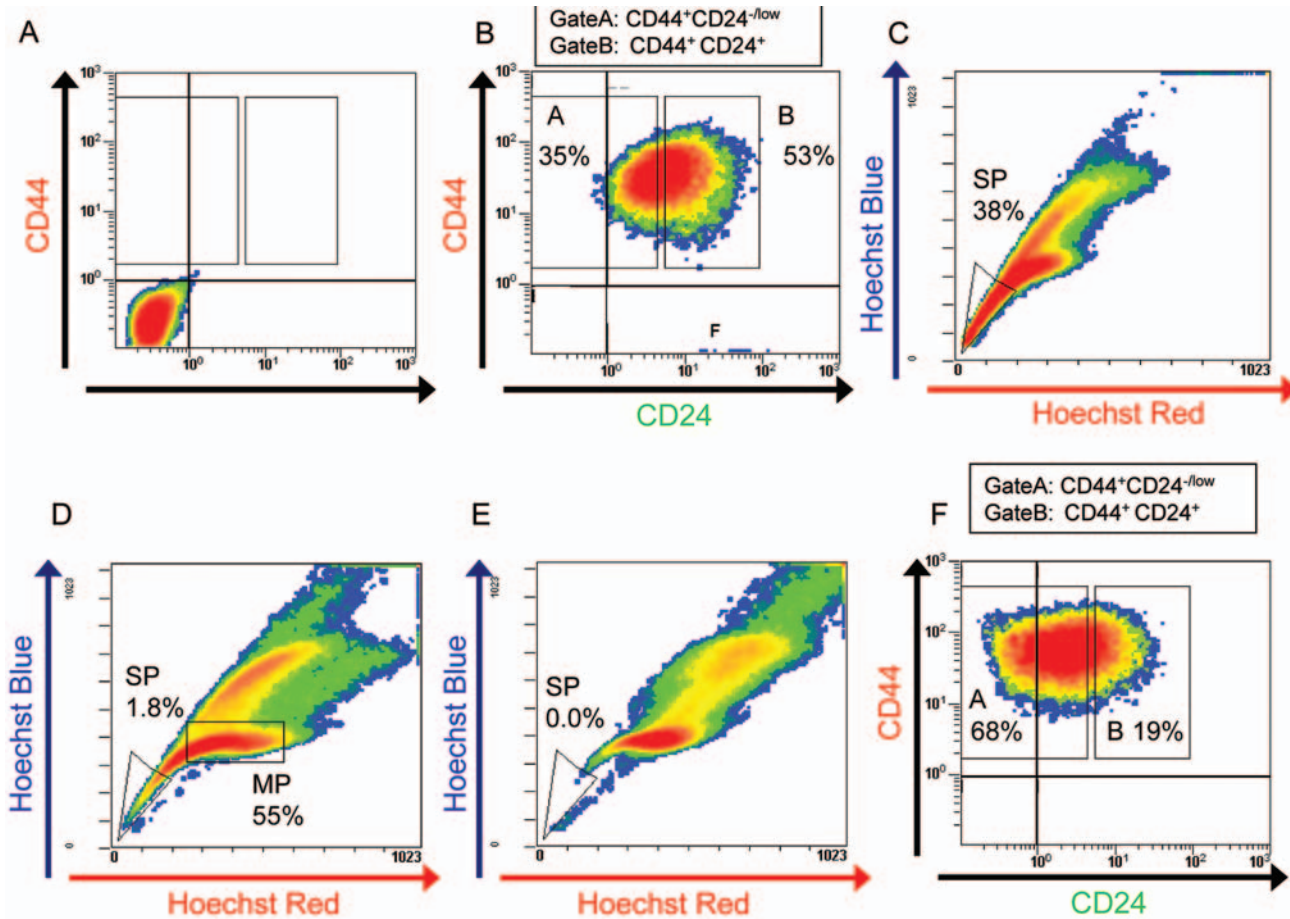 A
10³
10²
10¹
10⁰
10⁰
10¹
10²
10³
CD44
B
GateA: CD44⁺CD24⁻/ˡᵒʷ
GateB: CD44⁺ CD24⁺
10³
10²
10¹
10⁰
A
35%
B
53%
F
10⁰
10¹
10²
10³
CD44
CD24
C
1023
SP
38%
0
0
1023
Hoechst Blue
Hoechst Red
D
1023
SP
1.8%
MP
55%
0
0
1023
Hoechst Blue
Hoechst Red
E
1023
SP
0.0%
0
0
1023
Hoechst Blue
Hoechst Red
F
GateA: CD44⁺CD24⁻/ˡᵒʷ
GateB: CD44⁺ CD24⁺
10³
10²
10¹
10⁰
A
68%
B 19%
10⁰
10¹
10²
10³
CD44
CD24